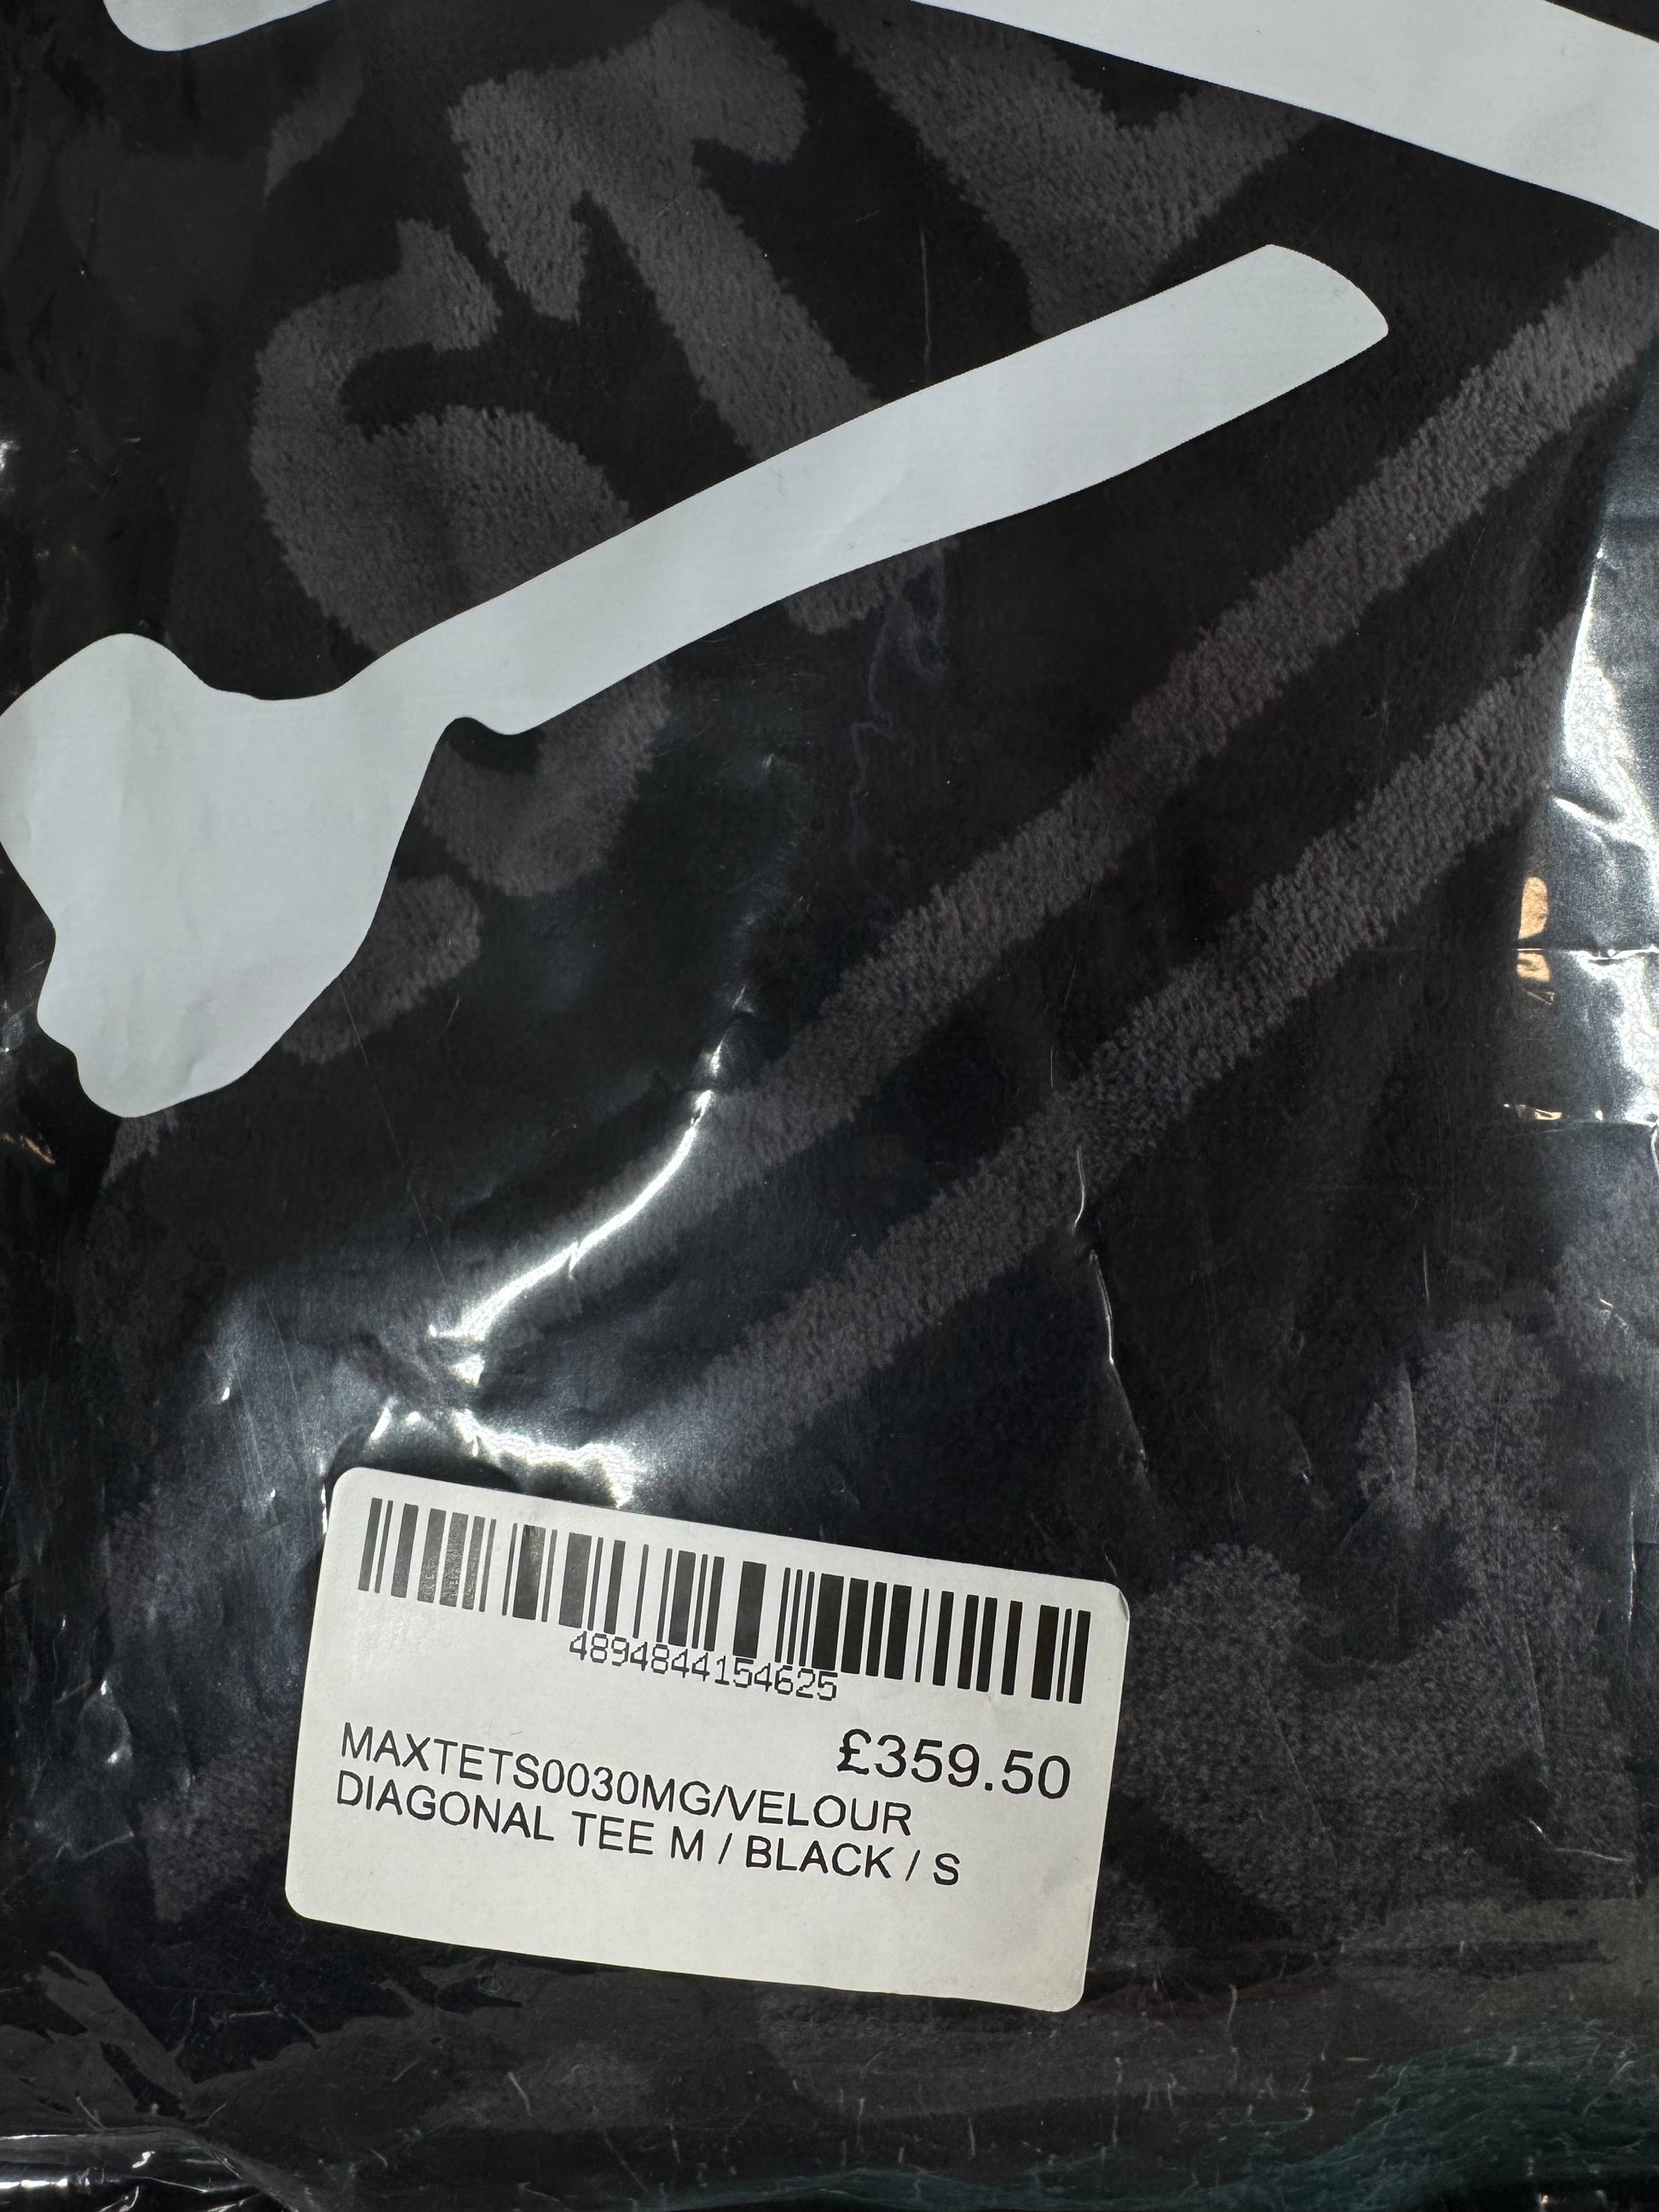 4894844154625
£359.50
MAXTETS0030MG/VELOUR
DIAGONAL TEE M / BLACK / S